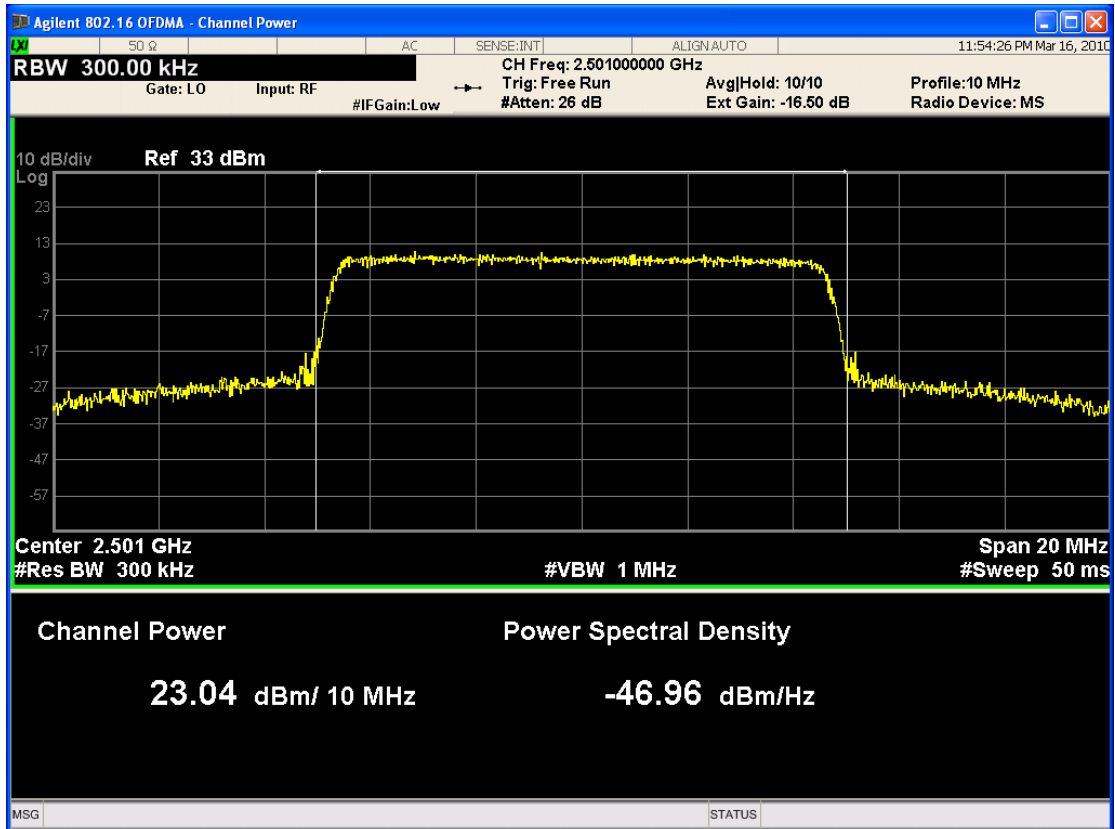 Agilent 802.16 OFDMA - Channel Power
LXI 50 Ω AC SENSE:INT ALIGN AUTO 11:54:26 PM Mar 16, 2010
RBW 300.00 kHz
Gate: LO Input: RF
#IFGain:Low
CH Freq: 2.501000000 GHz
Trig: Free Run
#Atten: 26 dB
Avg|Hold: 10/10
Ext Gain: -16.50 dB
Profile:10 MHz
Radio Device: MS
10 dB/div Ref 33 dBm
Log
23
13
3
-7
-17
-27
-37
-47
-57
Center 2.501 GHz Span 20 MHz
#Res BW 300 kHz #VBW 1 MHz #Sweep 50 ms
Channel Power Power Spectral Density
23.04 dBm/ 10 MHz -46.96 dBm/Hz
MSG STATUS